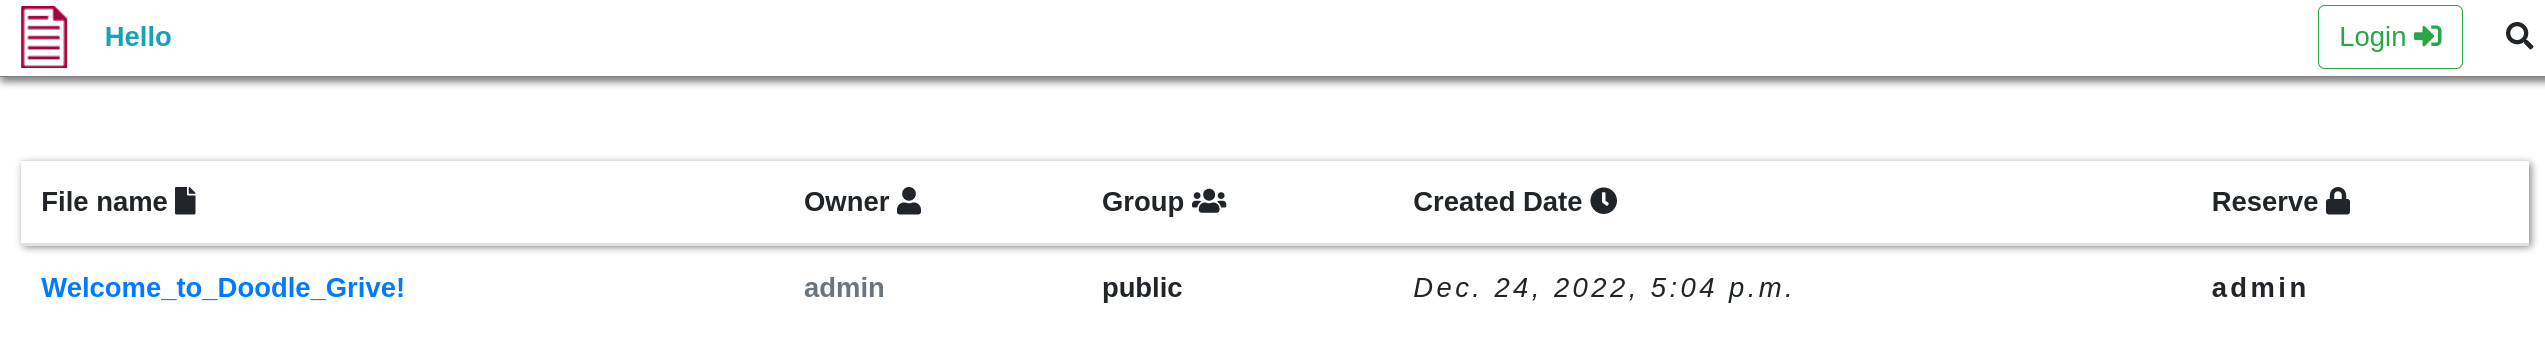 Hello Login
File name Owner Group Created Date Reserve
Welcome_to_Doodle_Grive! admin public Dec. 24, 2022, 5:04 p.m. admin